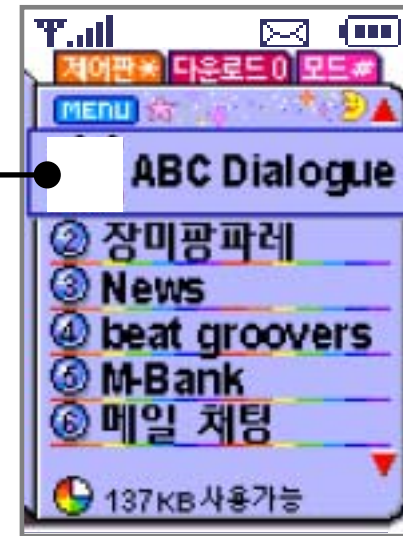 제어판* 다운로드0 모드#
MENU
ABC Dialogue
② 장미팡파레
③ News
④ beat groovers
⑤ M-Bank
⑥ 메일 채팅
137KB 사용가능